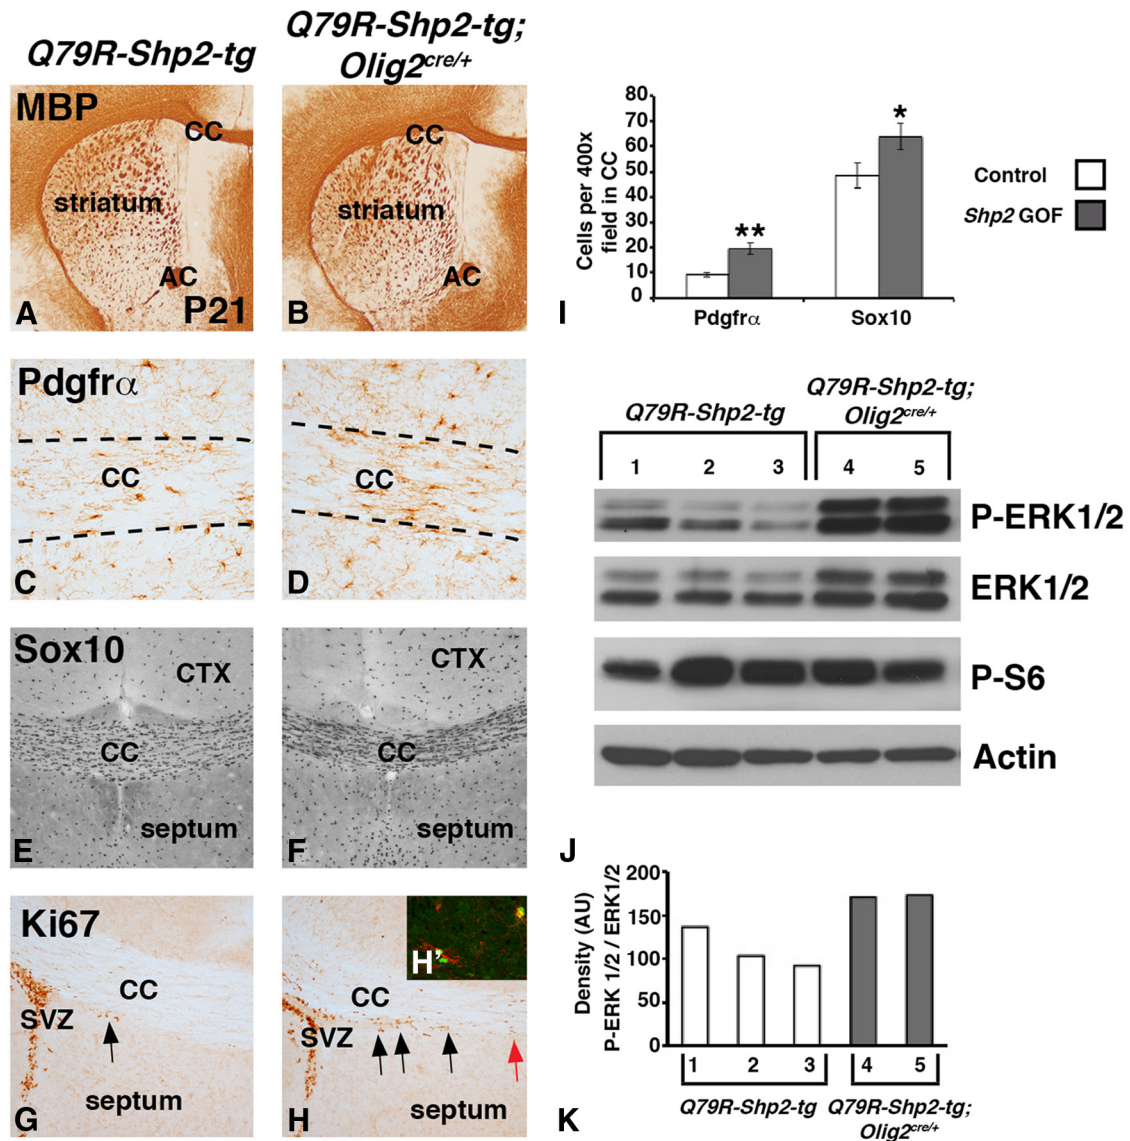 Q79R-Shp2-tg
Q79R-Shp2-tg;
Olig2cre/+
MBP
CC
striatum
AC
P21
A
CC
striatum
AC
B
Pdgfrα
CC
C
CC
D
Sox10
CTX
CC
septum
E
CTX
CC
septum
F
Ki67
CC
SVZ
septum
G
H'
CC
SVZ
septum
H
Cells per 400x
field in CC
80
70
60
50
40
30
20
10
0
**
*
Pdgfrα
Sox10
Control
Shp2 GOF
I
Q79R-Shp2-tg
Q79R-Shp2-tg;
Olig2cre/+
1 2 3 4 5
P-ERK1/2
ERK1/2
P-S6
Actin
J
Density (AU)
P-ERK 1/2 / ERK1/2
200
150
100
50
0
1 2 3 4 5
Q79R-Shp2-tg
Q79R-Shp2-tg;
Olig2cre/+
K